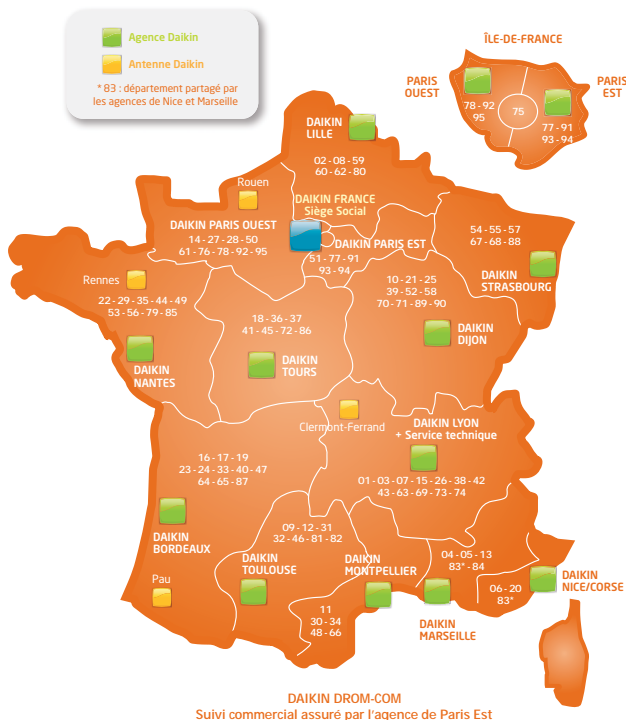 Agence Daikin
Antenne Daikin
* 83 : département partagé par
les agences de Nice et Marseille
ÎLE-DE-FRANCE
PARIS
OUEST
PARIS
EST
78 - 92
95
75
77 - 91
93 - 94
DAIKIN
LILLE
02 - 08 - 59
60 - 62 - 80
Rouen
DAIKIN FRANCE
Siège Social
DAIKIN PARIS OUEST
14 - 27 - 28 - 50
61 - 76 - 78 - 92 - 95
DAIKIN PARIS EST
51 - 77 - 91
93 - 94
54 - 55 - 57
67 - 68 - 88
DAIKIN
STRASBOURG
Rennes
22 - 29 - 35 - 44 - 49
53 - 56 - 79 - 85
DAIKIN
NANTES
18 - 36 - 37
41 - 45 - 72 - 86
DAIKIN
TOURS
10 - 21 - 25
39 - 52 - 58
70 - 71 - 89 - 90
DAIKIN
DIJON
Clermont-Ferrand
DAIKIN LYON
+ Service technique
01 - 03 - 07 - 15 - 26 - 38 - 42
43 - 63 - 69 - 73 - 74
16 - 17 - 19
23 - 24 - 33 - 40 - 47
64 - 65 - 87
DAIKIN
BORDEAUX
Pau
09 - 12 - 31
32 - 46 - 81 - 82
DAIKIN
TOULOUSE
DAIKIN
MONTPELLIER
11
30 - 34
48 - 66
04 - 05 - 13
83* - 84
DAIKIN
MARSEILLE
06 - 20
83*
DAIKIN
NICE/CORSE
DAIKIN DROM-COM
Suivi commercial assuré par l'agence de Paris Est